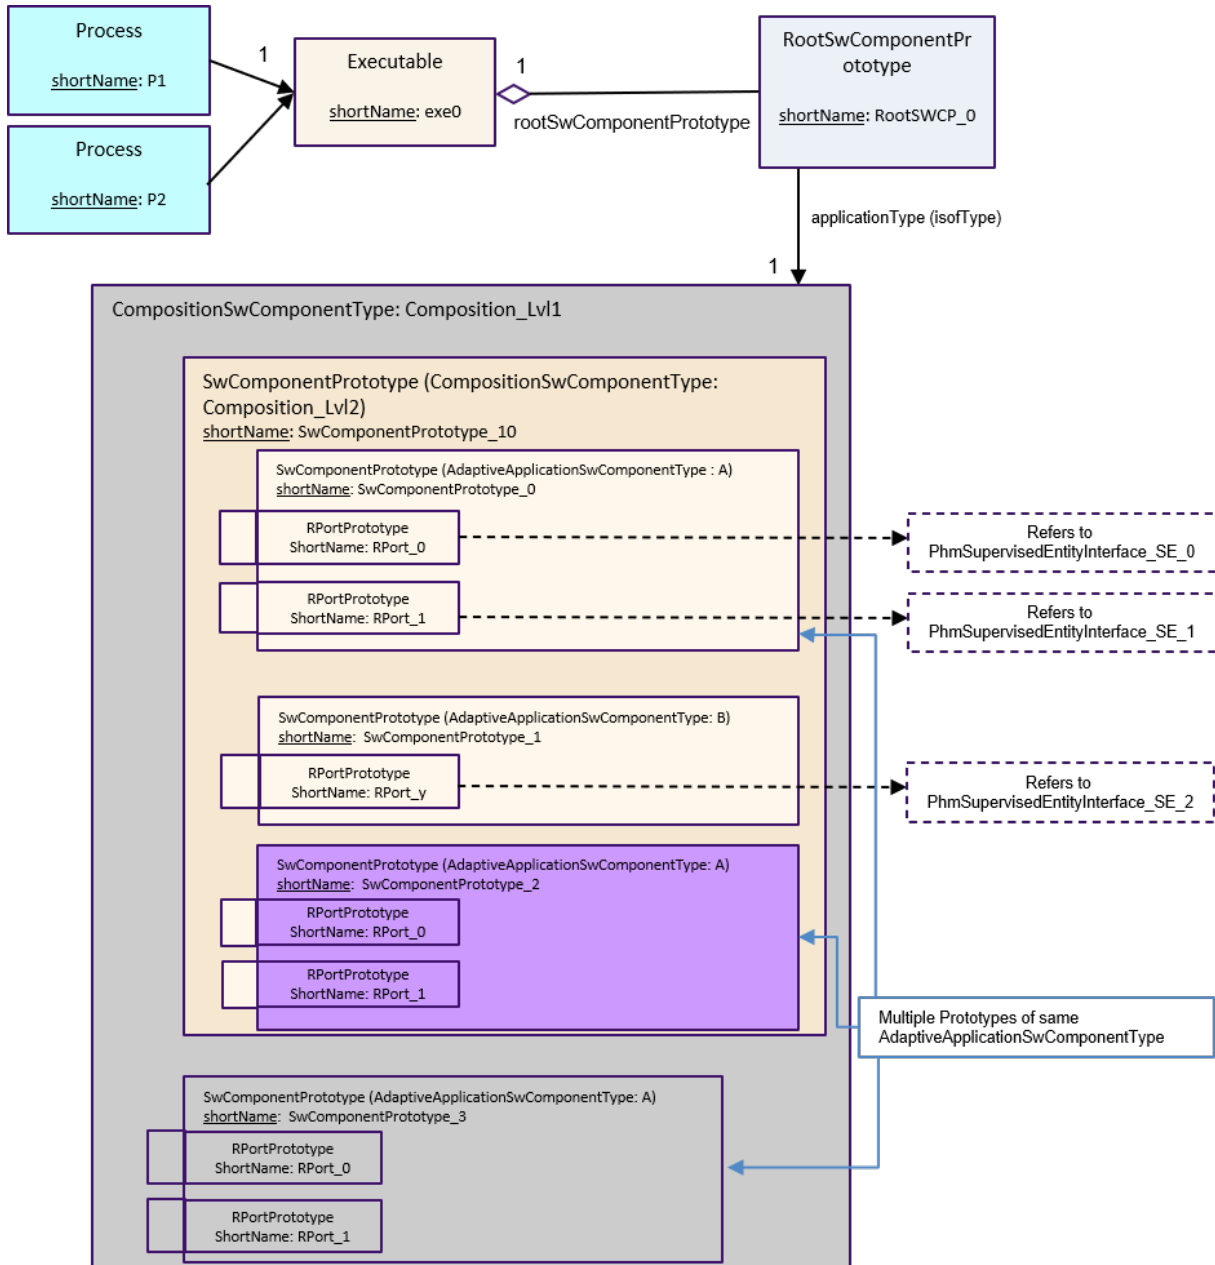 Process
shortName: P1
1
Executable
shortName: exe0
1
rootSwComponentPrototype
RootSwComponentPr
ototype
shortName: RootSWCP_0
Process
shortName: P2
applicationType (isofType)
1
CompositionSwComponentType: Composition_Lvl1
SwComponentPrototype (CompositionSwComponentType:
Composition_Lvl2)
shortName: SwComponentPrototype_10
SwComponentPrototype (AdaptiveApplicationSwComponentType : A)
shortName: SwComponentPrototype_0
RPortPrototype
ShortName: RPort_0
Refers to
PhmSupervisedEntityInterface_SE_0
RPortPrototype
ShortName: RPort_1
Refers to
PhmSupervisedEntityInterface_SE_1
SwComponentPrototype (AdaptiveApplicationSwComponentType: B)
shortName: SwComponentPrototype_1
RPortPrototype
ShortName: RPort_y
Refers to
PhmSupervisedEntityInterface_SE_2
SwComponentPrototype (AdaptiveApplicationSwComponentType: A)
shortName: SwComponentPrototype_2
RPortPrototype
ShortName: RPort_0
RPortPrototype
ShortName: RPort_1
Multiple Prototypes of same
AdaptiveApplicationSwComponentType
SwComponentPrototype (AdaptiveApplicationSwComponentType: A)
shortName: SwComponentPrototype_3
RPortPrototype
ShortName: RPort_0
RPortPrototype
ShortName: RPort_1